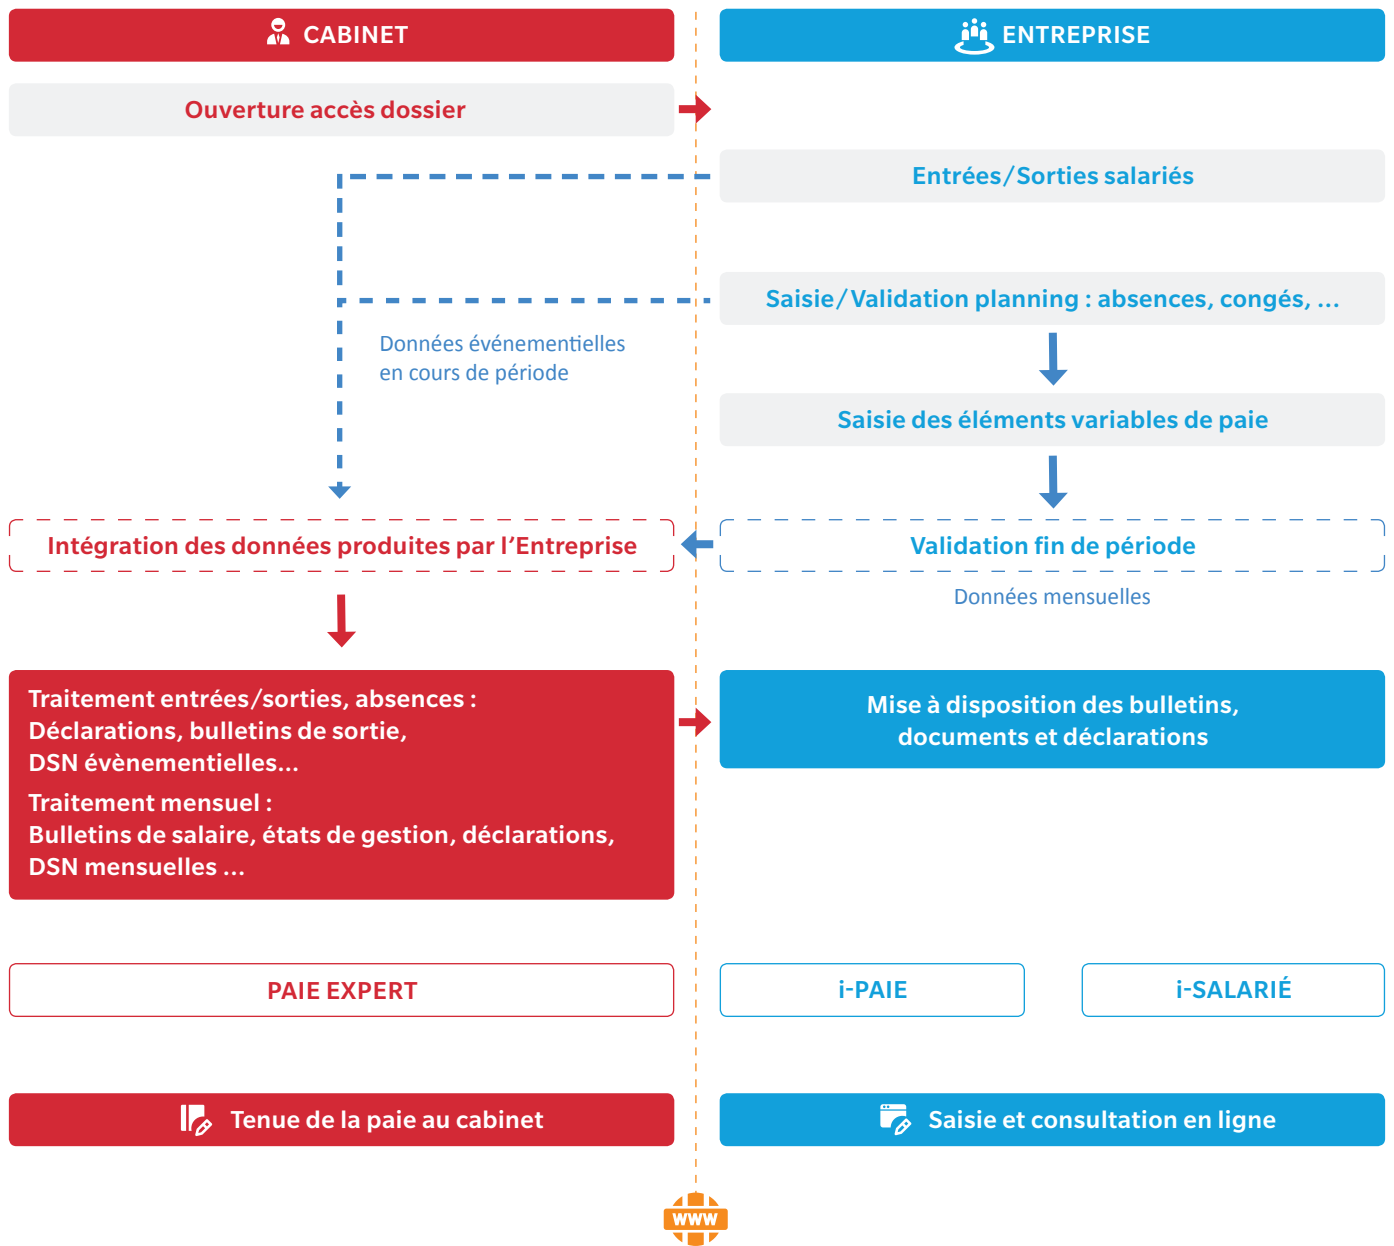 CABINET
ENTREPRISE
Ouverture accès dossier
Entrées/Sorties salariés
Saisie/Validation planning : absences, congés, ...
Données événementielles
en cours de période
Saisie des éléments variables de paie
Intégration des données produites par l’Entreprise
Validation fin de période
Données mensuelles
Traitement entrées/sorties, absences :
Déclarations, bulletins de sortie,
DSN évènementielles...
Traitement mensuel :
Bulletins de salaire, états de gestion, déclarations,
DSN mensuelles ...
Mise à disposition des bulletins,
documents et déclarations
PAIE EXPERT
i-PAIE
i-SALARIÉ
Tenue de la paie au cabinet
Saisie et consultation en ligne
WWW